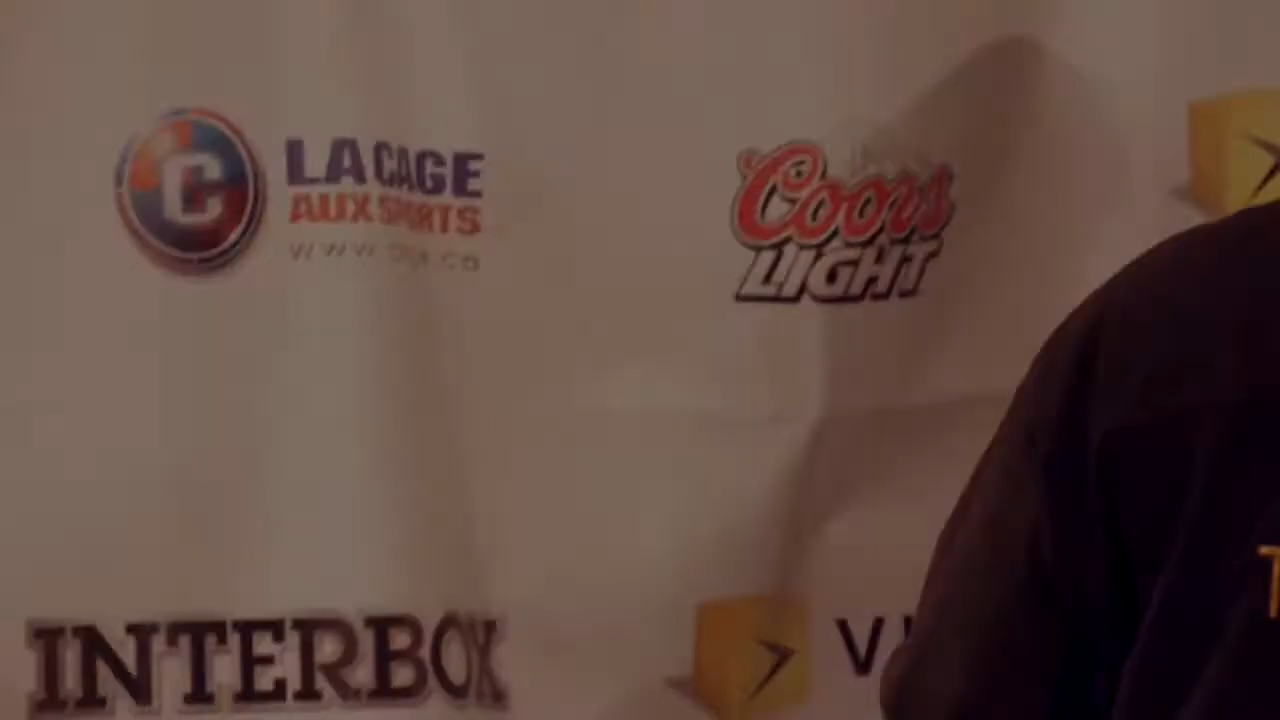 C
LA CAGE
AUX SPORTS
Coors
LIGHT
INTERBOX